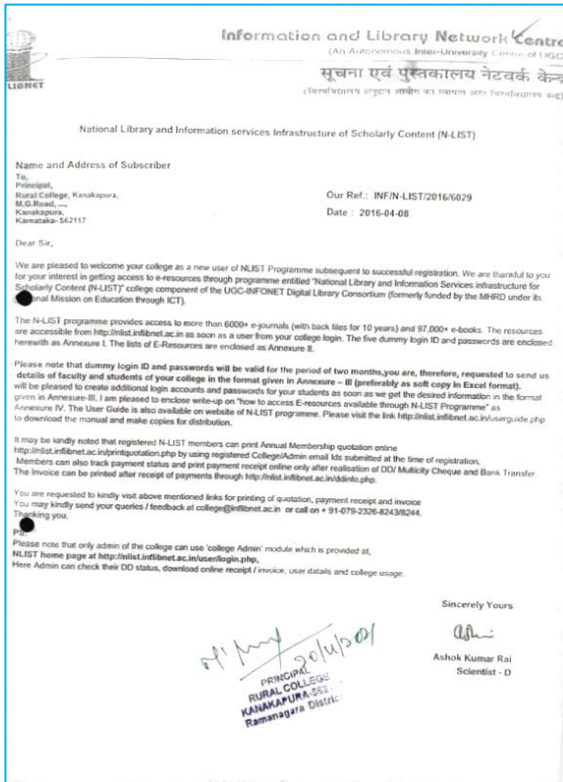 Information and Library Network Centre
(An Autonomous Inter-University Centre of UGC
सूचना एवं पुस्तकालय नेटवर्क केन्द्र
LIBNET
National Library and Information services Infrastructure of Scholarly Content (N-LIST)
Name and Address of Subscriber
To,
Principal,
Rural College, Kanakapura,
M.G.Road, ...,
Kanakapura,
Karnataka- 562117
Our Ref.: INF/N-LIST/2016/6029
Date : 2016-04-08
Dear Sir,
We are pleased to welcome your college as a new user of NLIST Programme subsequent to successful registration. We are thankful to you
for your interest in getting access to e-resources through programme entitled "National Library and Information Services infrastructure for
Scholarly Content (N-LIST)" college component of the UGC-INFONET Digital Library Consortium (formerly funded by the MHRD under its
onal Mission on Education through ICT).
The N-LIST programme provides access to more than 6000+ e-journals (with back files for 10 years) and 97,000+ e-books. The resources
are accessible from http://nlist.inflibnet.ac.in as soon as a user from your college login. The five dummy login ID and passwords are enclosed
herewith as Annexure I. The lists of E-Resources are enclosed as Annexure II.
Please note that dummy login ID and passwords will be valid for the period of two months,you are, therefore, requested to send us
details of faculty and students of your college in the format given in Annexure – III (preferably as soft copy in Excel format).
will be pleased to create additional login accounts and passwords for your students as soon as we get the desired information in the format
given in Annexure-III. I am pleased to enclose write-up on "how to access E-resources available through N-LIST Programme" as
Annexure IV. The User Guide is also available on website of N-LIST programme. Please visit the link http://nlist.inflibnet.ac.in/userguide.php
to download the manual and make copies for distribution.
It may be kindly noted that registered N-LIST members can print Annual Membership quotation online
http://nlist.inflibnet.ac.in/printquotation.php by using registered College/Admin email Ids submitted at the time of registration.
Members can also track payment status and print payment receipt online only after realisation of DD/ Multicity Cheque and Bank Transfer.
The Invoice can be printed after receipt of payments through http://nlist.inflibnet.ac.in/ddinfo.php.
You are requested to kindly visit above mentioned links for printing of quotation, payment receipt and invoice
You may kindly send your queries / feedback at college@inflibnet.ac.in or call on + 91-079-2326-8243/8244.
Thanking you,
Ps:
Please note that only admin of the college can use 'college Admin' module which is provided at,
NLIST home page at http://nlist.inflibnet.ac.in/user/login.php,
Here Admin can check their DD status, download online receipt / invoice, user datails and college usage.
Sincerely Yours
Ashok Kumar Rai
Scientist - D
PRINCIPAL
RURAL COLLEGE
KANAKAPURA-562
Ramanagara District